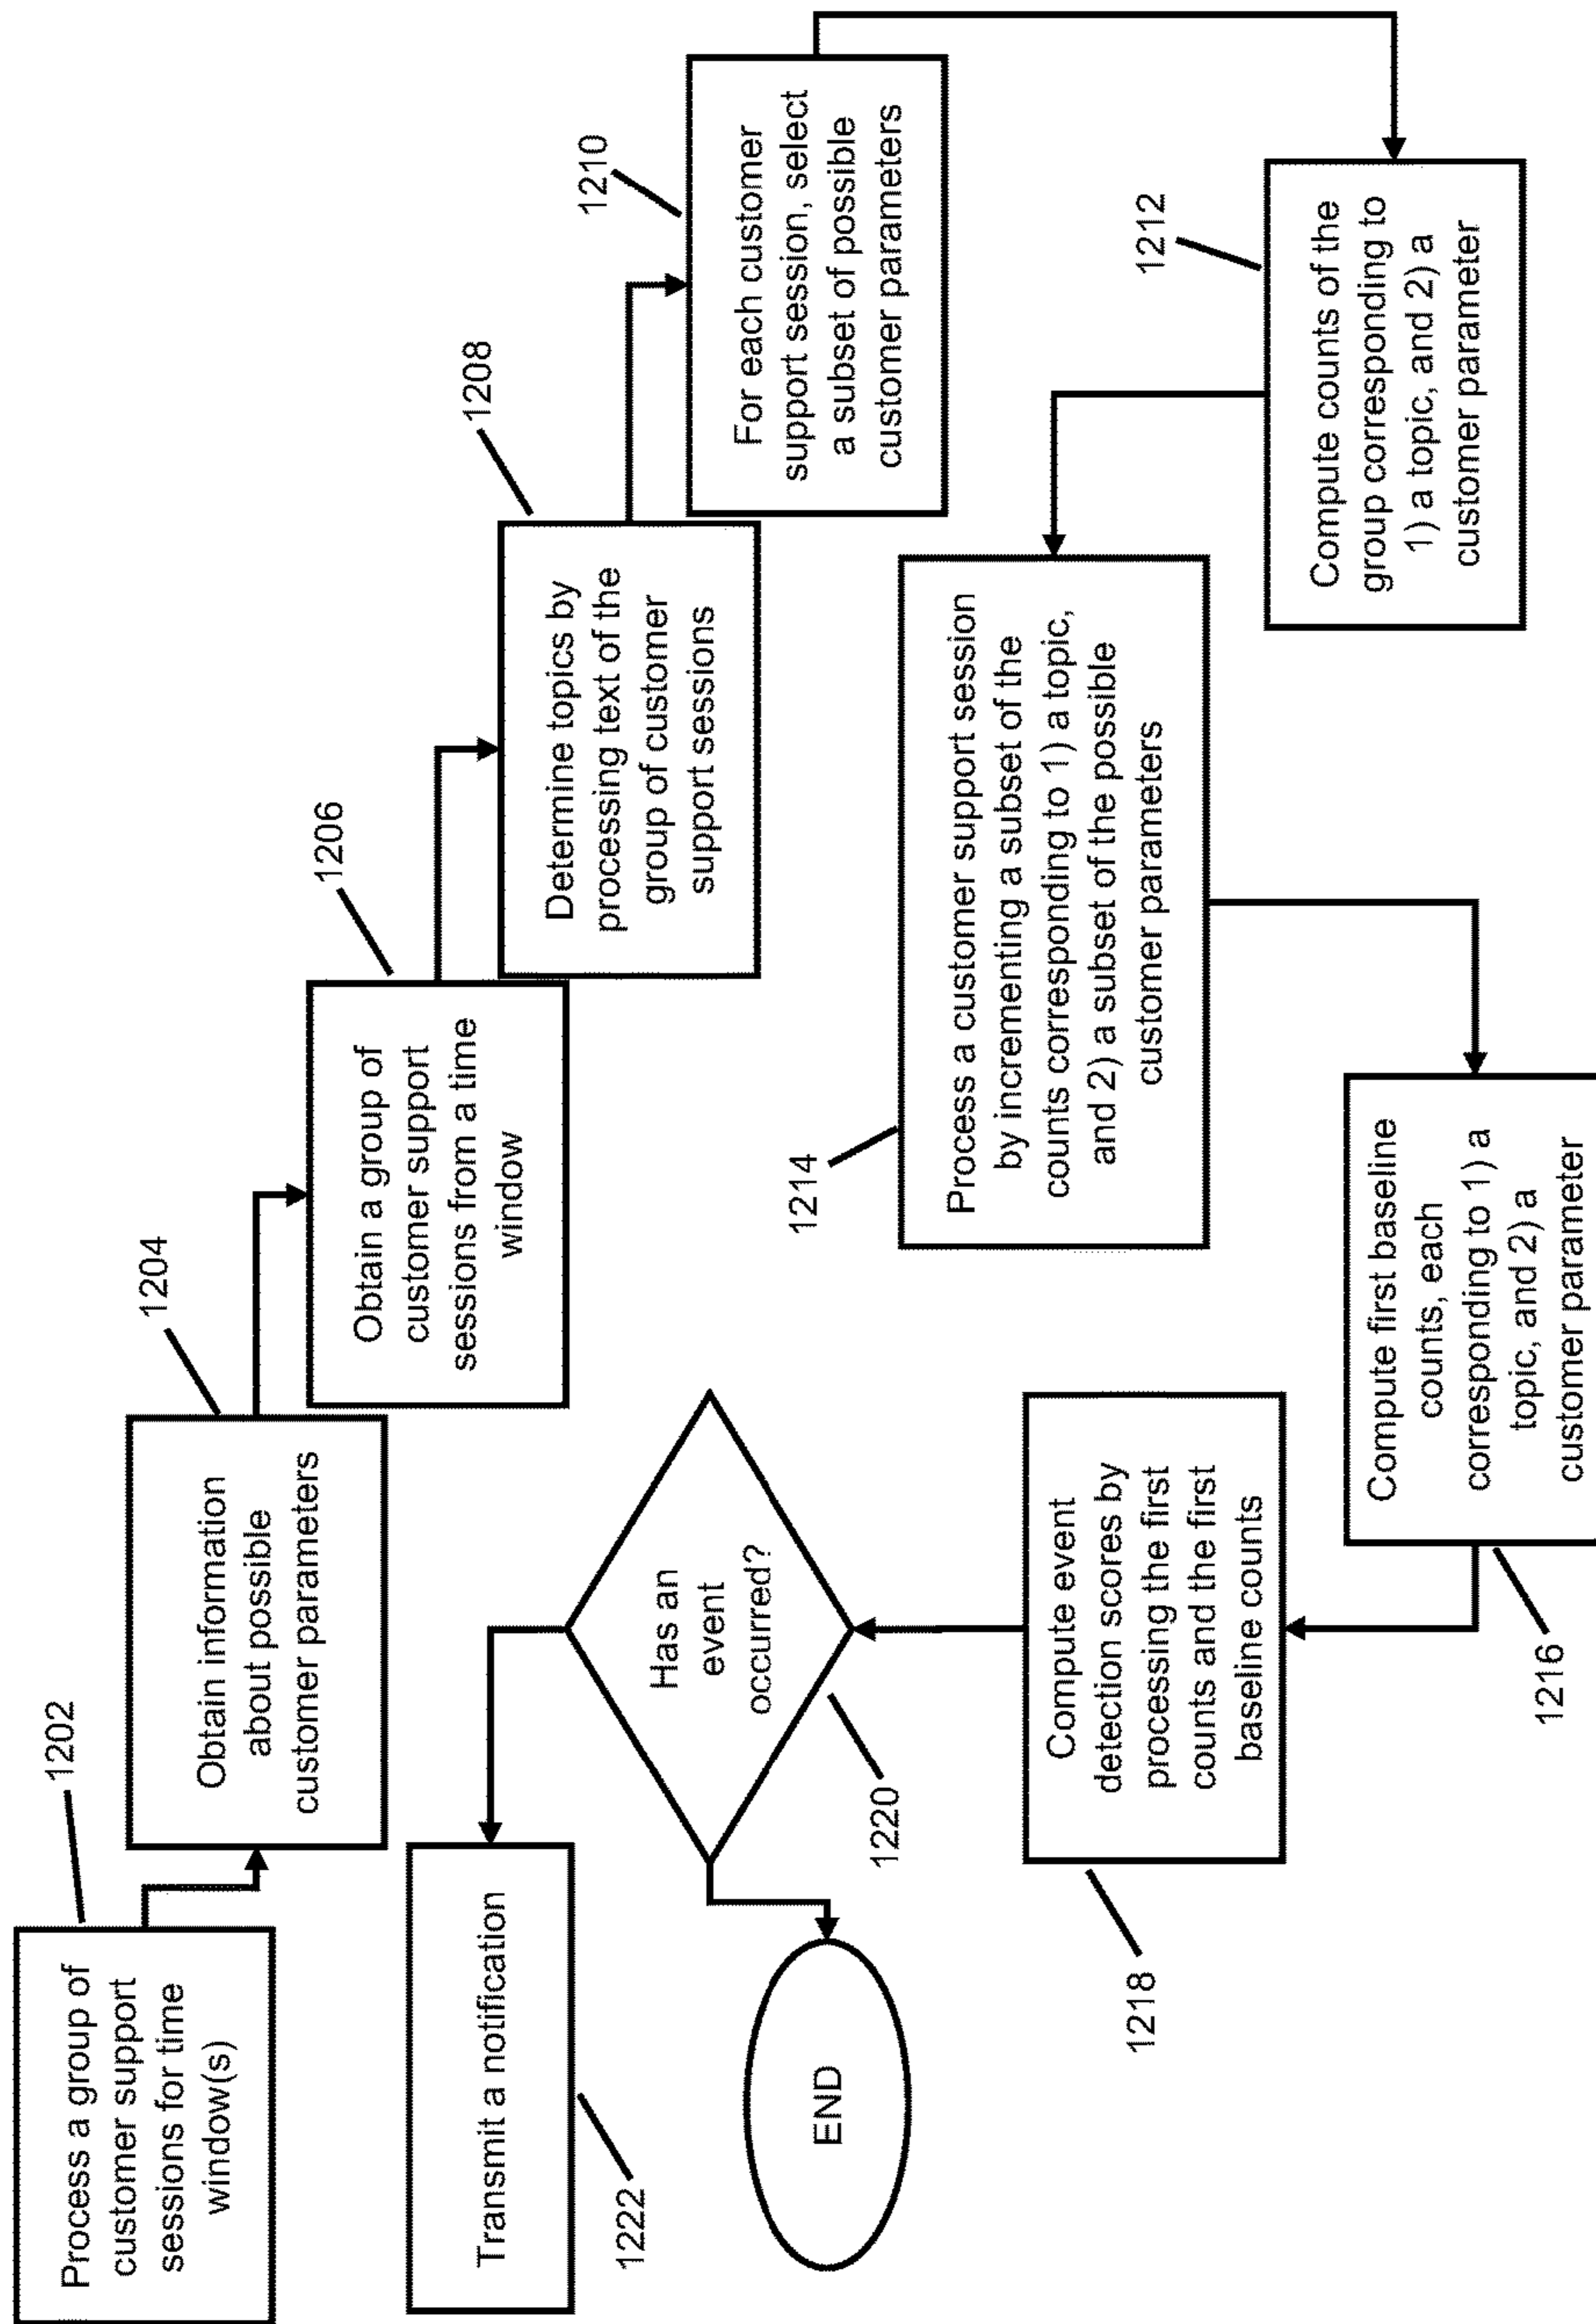 1202
Process a group of
customer support
sessions for time
window(s)
1204
Obtain information
about possible
customer parameters
1206
Obtain a group of
customer support
sessions from a time
window
1208
Determine topics by
processing text of the
group of customer
support sessions
1210
For each customer
support session, select
a subset of possible
customer parameters
1212
Compute counts of the
group corresponding to
1) a topic, and 2) a
customer parameter
1214
Process a customer support session
by incrementing a subset of the
counts corresponding to 1) a topic,
and 2) a subset of the possible
customer parameters
1216
Compute first baseline
counts, each
corresponding to 1) a
topic, and 2) a
customer parameter
1218
Compute event
detection scores by
processing the first
counts and the first
baseline counts
1220
Has an
event
occurred?
1222
Transmit a notification
END